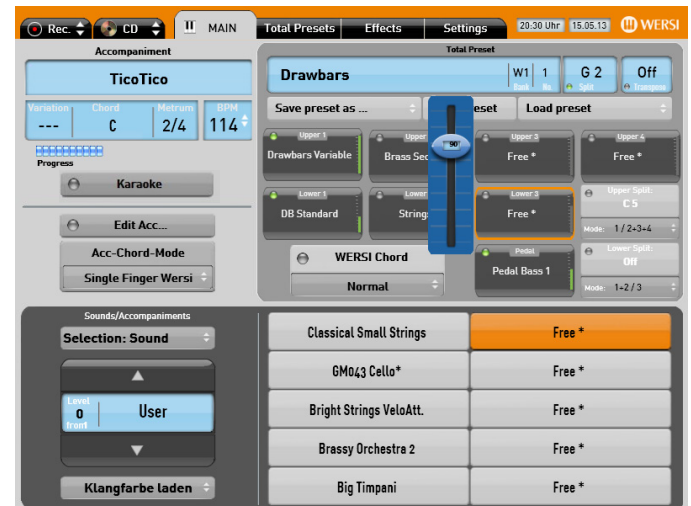 Rec. CD MAIN Total Presets Effects Settings 20:30 Uhr 15.05.13 WERSI
Accompaniment
TicoTico
Variation Chord Metrum BPM
--- C 2/4 114
Progress
Karaoke
Edit Acc...
Acc-Chord-Mode
Single Finger Wersi
Total Preset
Drawbars W1 1 G 2 Off
Bank No. Split Transpose
Save preset as ... eset Load preset
Upper 1 Upper Upper 3 Upper 4
Drawbars Variable Brass Sec Free * Free *
90
Lower 1 Lower Lower 3 Upper Split:
DB Standard String Free * C 5
Mode: 1/2+3+4
WERSI Chord Pedal Lower Split:
Normal Pedal Bass 1 Off
Mode: 1+2/3
Sounds/Accompaniments
Selection: Sound
Level
0 User
front
Klangfarbe laden
Classical Small Strings Free *
GM043 Cello* Free *
Bright Strings VeloAtt. Free *
Brassy Orchestra 2 Free *
Big Timpani Free *